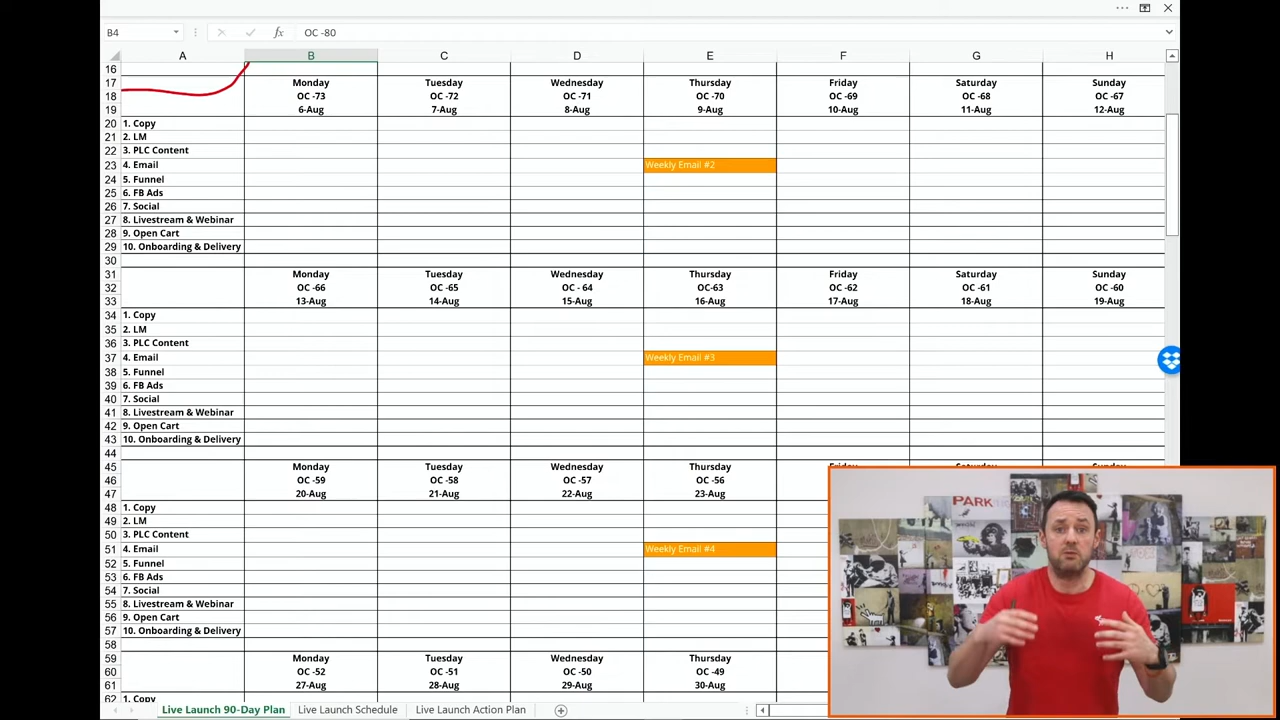 B4 fx OC -80
A B C D E F G H
16
17 Monday Tuesday Wednesday Thursday Friday Saturday Sunday
18 OC -73 OC -72 OC -71 OC -70 OC -69 OC -68 OC -67
19 6-Aug 7-Aug 8-Aug 9-Aug 10-Aug 11-Aug 12-Aug
20 1. Copy
21 2. LM
22 3. PLC Content
23 4. Email Weekly Email #2
24 5. Funnel
25 6. FB Ads
26 7. Social
27 8. Livestream & Webinar
28 9. Open Cart
29 10. Onboarding & Delivery
30
31 Monday Tuesday Wednesday Thursday Friday Saturday Sunday
32 OC -66 OC -65 OC - 64 OC-63 OC -62 OC -61 OC -60
33 13-Aug 14-Aug 15-Aug 16-Aug 17-Aug 18-Aug 19-Aug
34 1. Copy
35 2. LM
36 3. PLC Content
37 4. Email Weekly Email #3
38 5. Funnel
39 6. FB Ads
40 7. Social
41 8. Livestream & Webinar
42 9. Open Cart
43 10. Onboarding & Delivery
44
45 Monday Tuesday Wednesday Thursday Friday Saturday Sunday
46 OC -59 OC -58 OC -57 OC -56
47 20-Aug 21-Aug 22-Aug 23-Aug
48 1. Copy
49 2. LM
50 3. PLC Content
51 4. Email Weekly Email #4
52 5. Funnel
53 6. FB Ads
54 7. Social
55 8. Livestream & Webinar
56 9. Open Cart
57 10. Onboarding & Delivery
58
59 Monday Tuesday Wednesday Thursday
60 OC -52 OC -51 OC -50 OC -49
61 27-Aug 28-Aug 29-Aug 30-Aug
62 1. Copy
PARK
Live Launch 90-Day Plan Live Launch Schedule Live Launch Action Plan